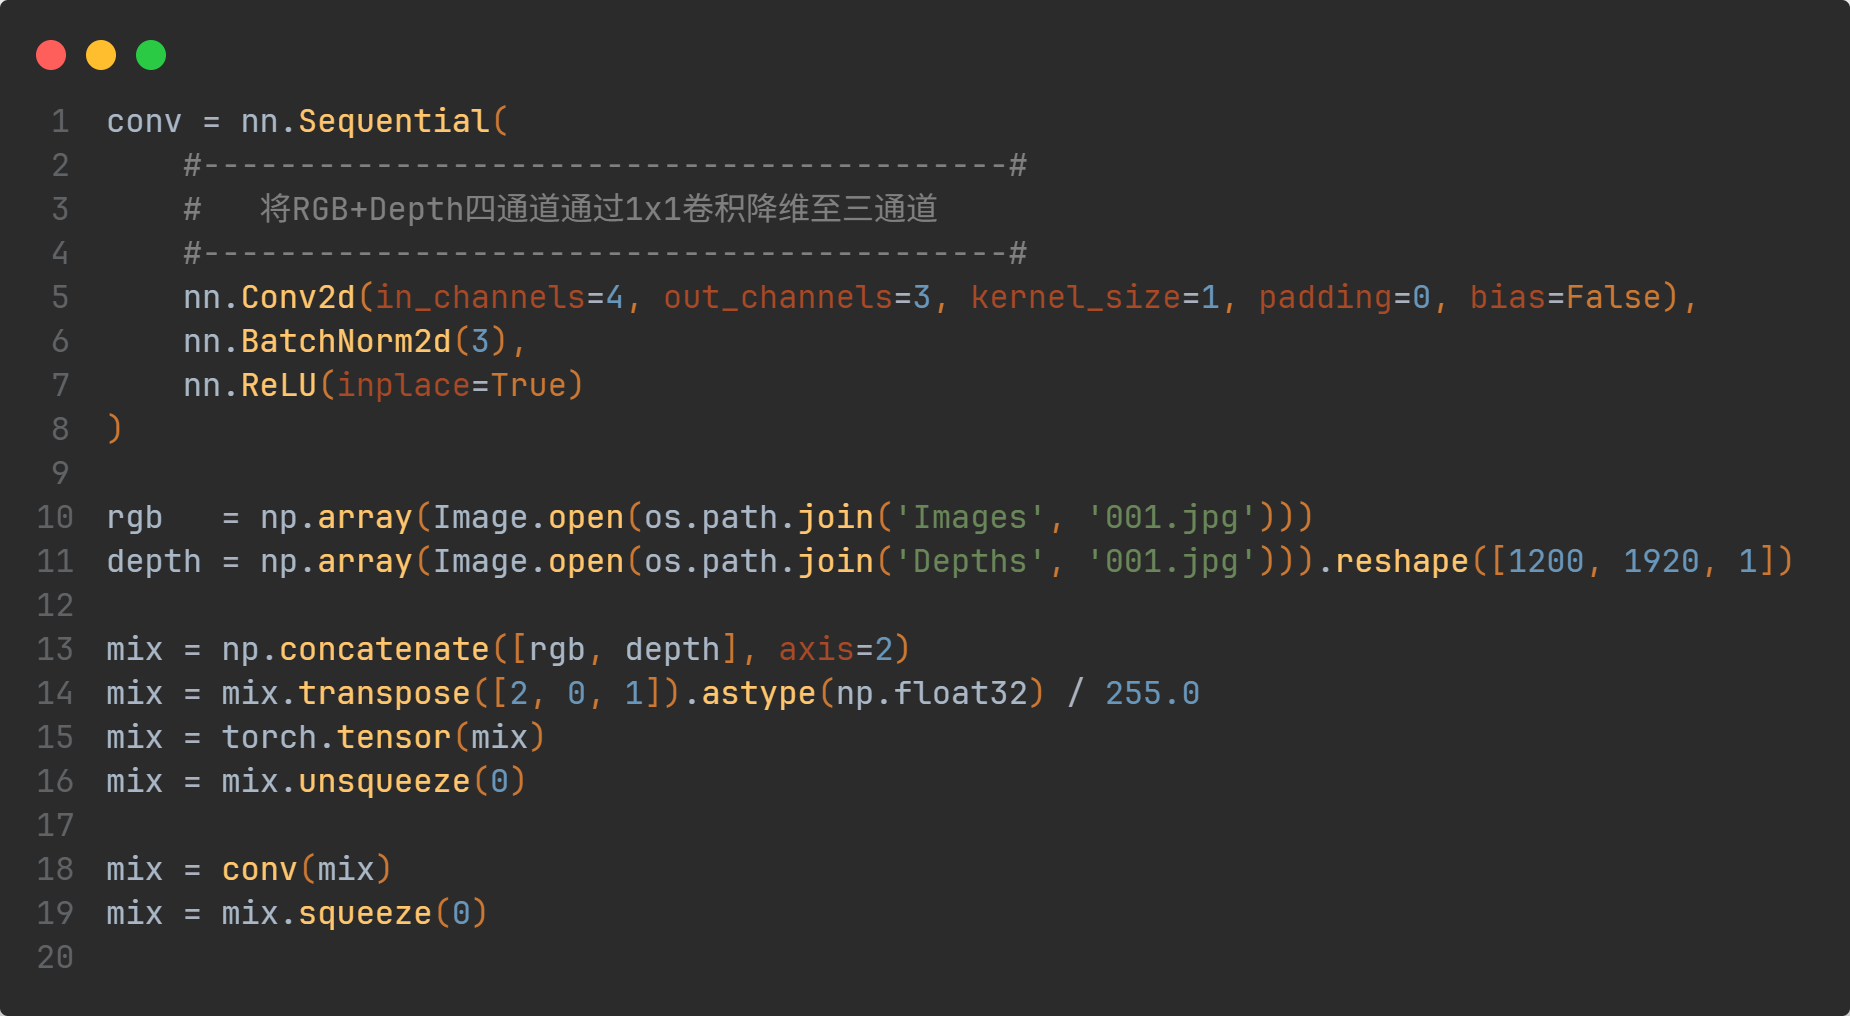 1 conv = nn.Sequential(
2     #------------------------------------------#
3     #   将RGB+Depth四通道通过1x1卷积降维至三通道
4     #------------------------------------------#
5     nn.Conv2d(in_channels=4, out_channels=3, kernel_size=1, padding=0, bias=False),
6     nn.BatchNorm2d(3),
7     nn.ReLU(inplace=True)
8 )
9
10 rgb   = np.array(Image.open(os.path.join('Images', '001.jpg')))
11 depth = np.array(Image.open(os.path.join('Depths', '001.jpg'))).reshape([1200, 1920, 1])
12
13 mix = np.concatenate([rgb, depth], axis=2)
14 mix = mix.transpose([2, 0, 1]).astype(np.float32) / 255.0
15 mix = torch.tensor(mix)
16 mix = mix.unsqueeze(0)
17
18 mix = conv(mix)
19 mix = mix.squeeze(0)
20